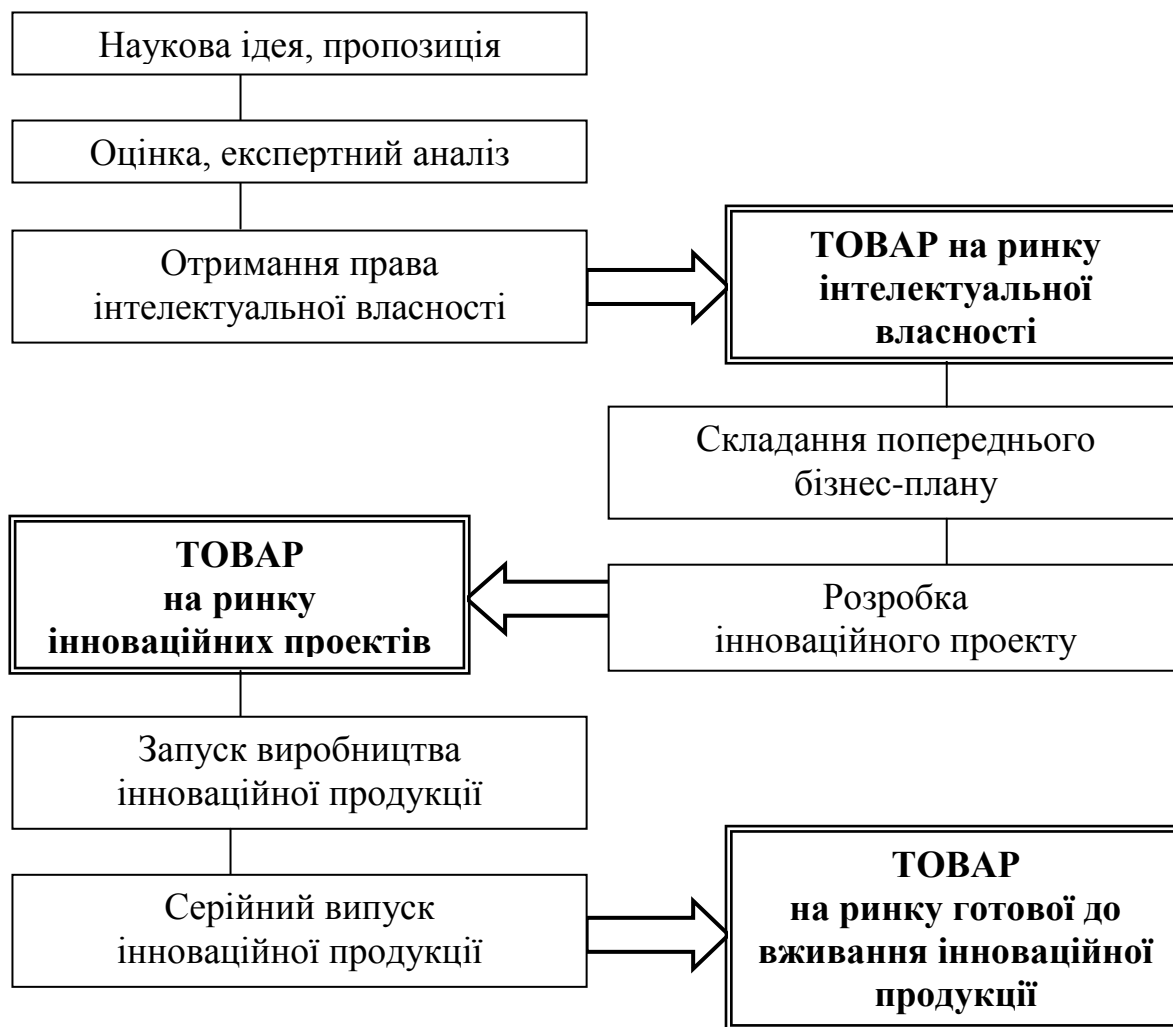 Наукова ідея, пропозиція
Оцінка, експертний аналіз
Отримання права
інтелектуальної власності
ТОВАР на ринку
інтелектуальної
власності
Складання попереднього
бізнес-плану
Розробка
інноваційного проекту
ТОВАР
на ринку
інноваційних проектів
Запуск виробництва
інноваційної продукції
Серійний випуск
інноваційної продукції
ТОВАР
на ринку готової до
вживання інноваційної
продукції